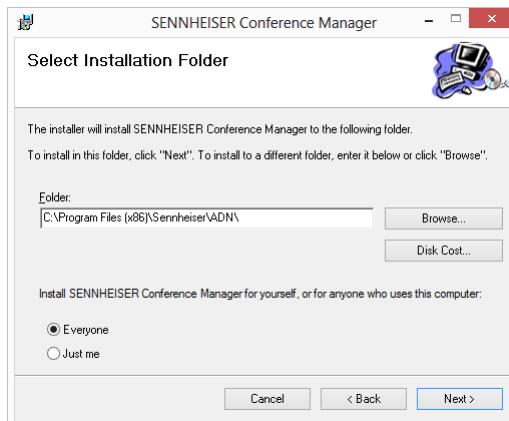 SENNHEISER Conference Manager
Select Installation Folder
The installer will install SENNHEISER Conference Manager to the following folder.
To install in this folder, click "Next". To install to a different folder, enter it below or click "Browse".
Folder:
C:\Program Files (x86)\Sennheiser\ADN\
Browse...
Disk Cost...
Install SENNHEISER Conference Manager for yourself, or for anyone who uses this computer:
Everyone
Just me
Cancel
< Back
Next >